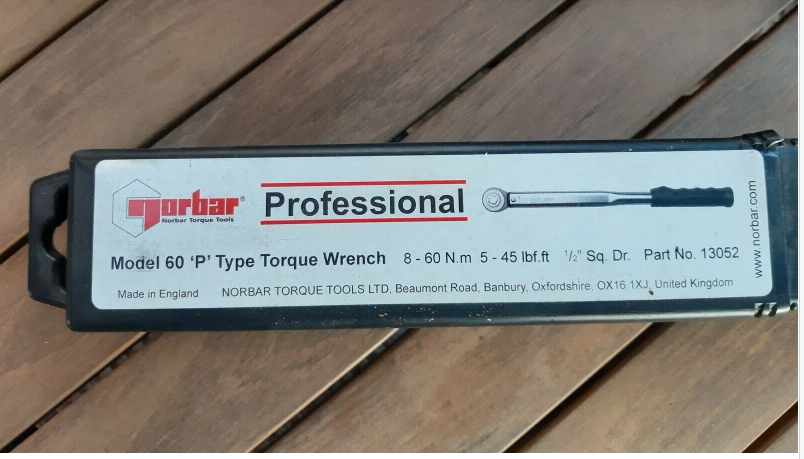 norbar®
Norbar Torque Tools
Professional
Model 60 'P' Type Torque Wrench 8 - 60 N.m 5 - 45 lbf.ft 1/2" Sq. Dr. Part No. 13052
Made in England NORBAR TORQUE TOOLS LTD, Beaumont Road, Banbury, Oxfordshire, OX16 1XJ, United Kingdom
www.norbar.com